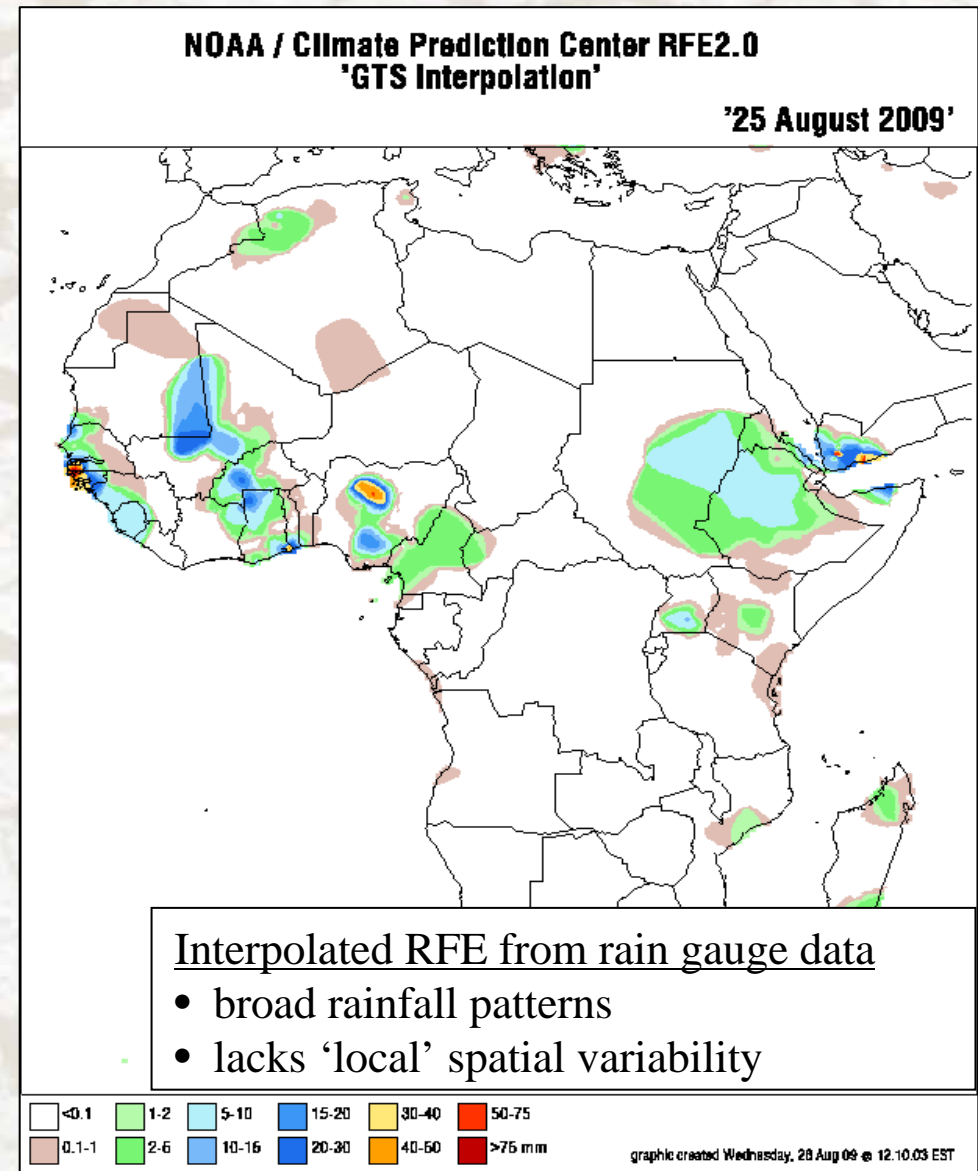 NOAA / Climate Prediction Center RFE2.0
'GTS Interpolation'
'25 August 2009'
Interpolated RFE from rain gauge data
• broad rainfall patterns
• lacks ‘local’ spatial variability
<0.1 1-2 5-10 15-20 30-40 50-75
0.1-1 2-5 10-15 20-30 40-50 >75 mm
graphic created Wednesday, 26 Aug 09 @ 12.10.03 EST